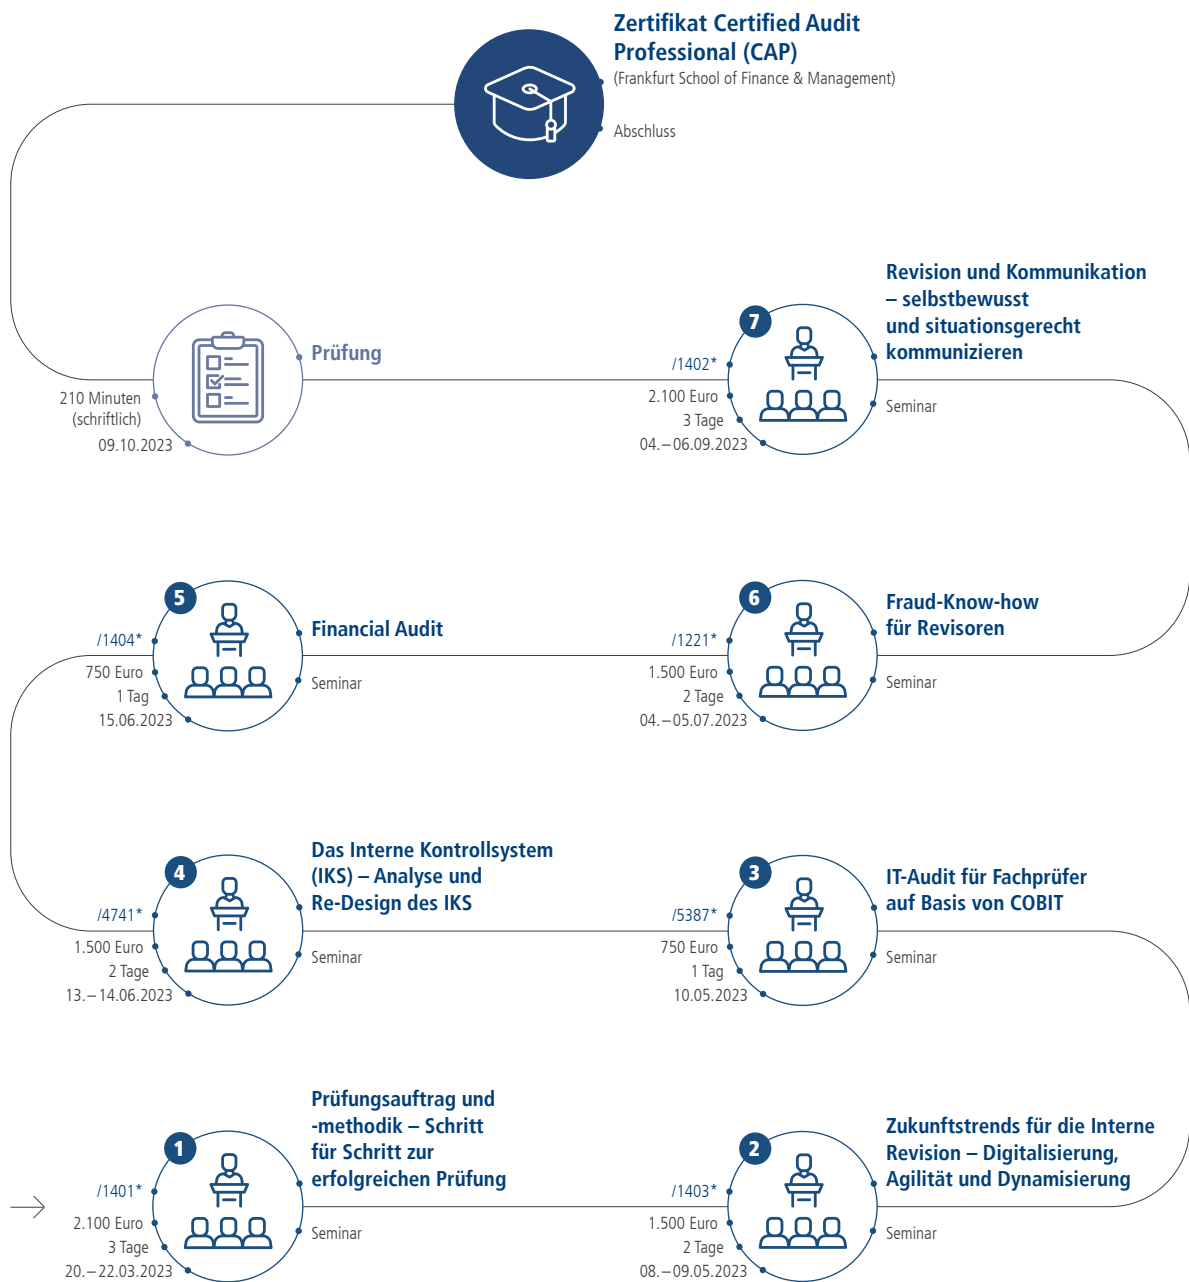 Zertifikat Certified Audit
Professional (CAP)
(Frankfurt School of Finance & Management)
Abschluss
Prüfung
210 Minuten
(schriftlich)
09.10.2023
7
Revision und Kommunikation
– selbstbewusst
und situationsgerecht
kommunizieren
/1402*
2.100 Euro
3 Tage
04.–06.09.2023
Seminar
5
Financial Audit
/1404*
750 Euro
1 Tag
15.06.2023
Seminar
6
Fraud-Know-how
für Revisoren
/1221*
1.500 Euro
2 Tage
04.–05.07.2023
Seminar
4
Das Interne Kontrollsystem
(IKS) – Analyse und
Re-Design des IKS
/4741*
1.500 Euro
2 Tage
13.–14.06.2023
Seminar
3
IT-Audit für Fachprüfer
auf Basis von COBIT
/5387*
750 Euro
1 Tag
10.05.2023
Seminar
1
Prüfungsauftrag und
-methodik – Schritt
für Schritt zur
erfolgreichen Prüfung
/1401*
2.100 Euro
3 Tage
20.–22.03.2023
Seminar
2
Zukunftstrends für die Interne
Revision – Digitalisierung,
Agilität und Dynamisierung
/1403*
1.500 Euro
2 Tage
08.–09.05.2023
Seminar